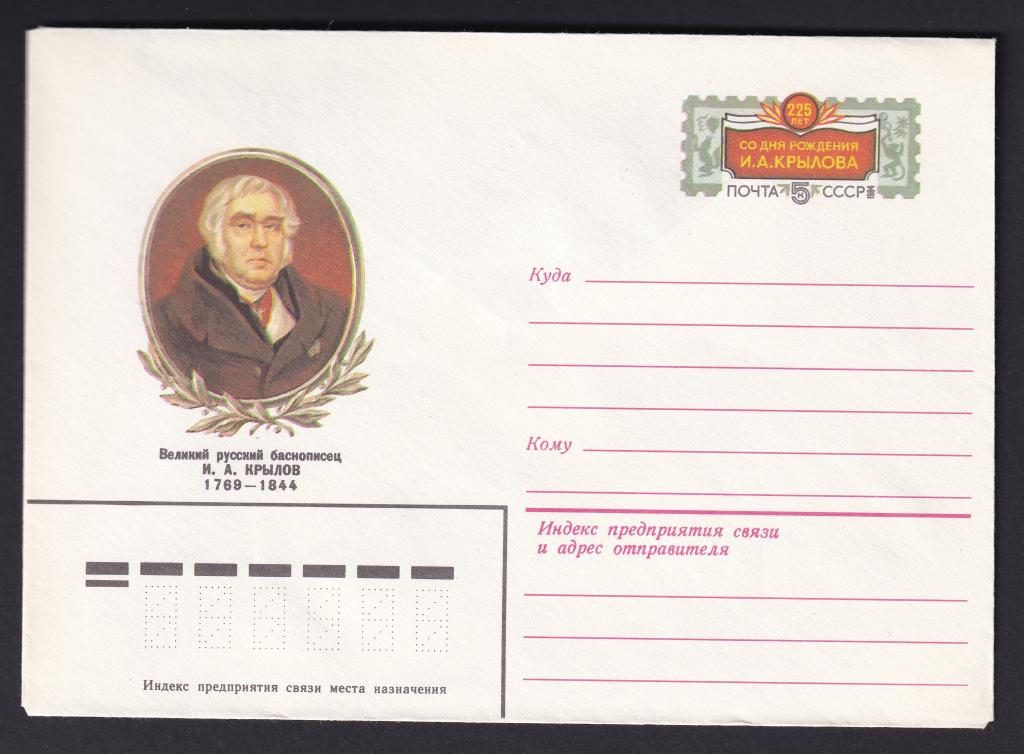 225
ЛЕТ
СО ДНЯ РОЖДЕНИЯ
И.А.КРЫЛОВА
ПОЧТА 5К СССР
Великий русский баснописец
И. А. КРЫЛОВ
1769—1844
Куда
Кому
Индекс предприятия связи
и адрес отправителя
Индекс предприятия связи места назначения